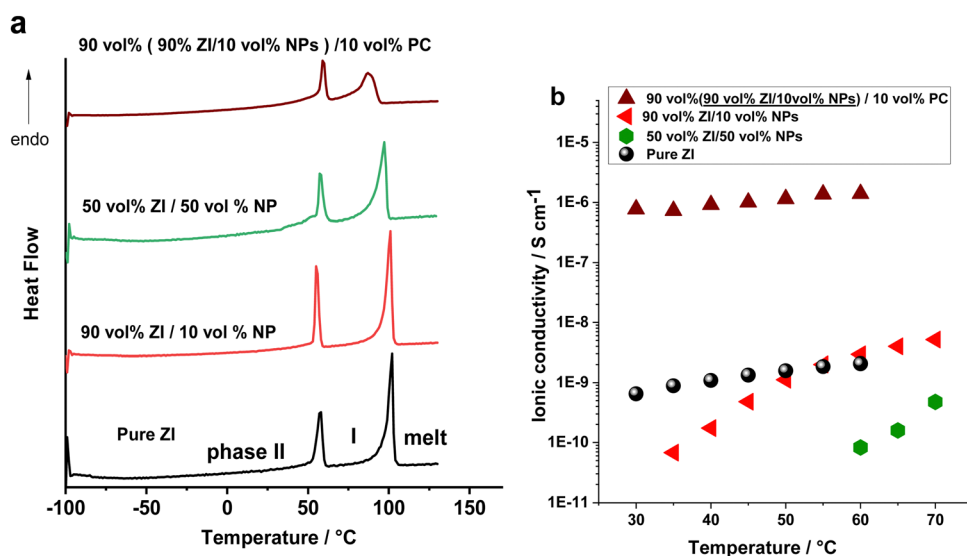 a
90 vol% ( 90% ZI/10 vol% NPs ) /10 vol% PC
endo
50 vol% ZI / 50 vol % NP
90 vol% ZI / 10 vol % NP
Pure ZI
phase II
I
melt
Heat Flow
-100
-50
0
50
100
150
Temperature / °C
b
90 vol%(90 vol% ZI/10vol% NPs) / 10 vol% PC
90 vol% ZI/10 vol% NPs
50 vol% ZI/50 vol% NPs
Pure ZI
Ionic conductivity / S cm-1
1E-5
1E-6
1E-7
1E-8
1E-9
1E-10
1E-11
30
40
50
60
70
Temperature / °C